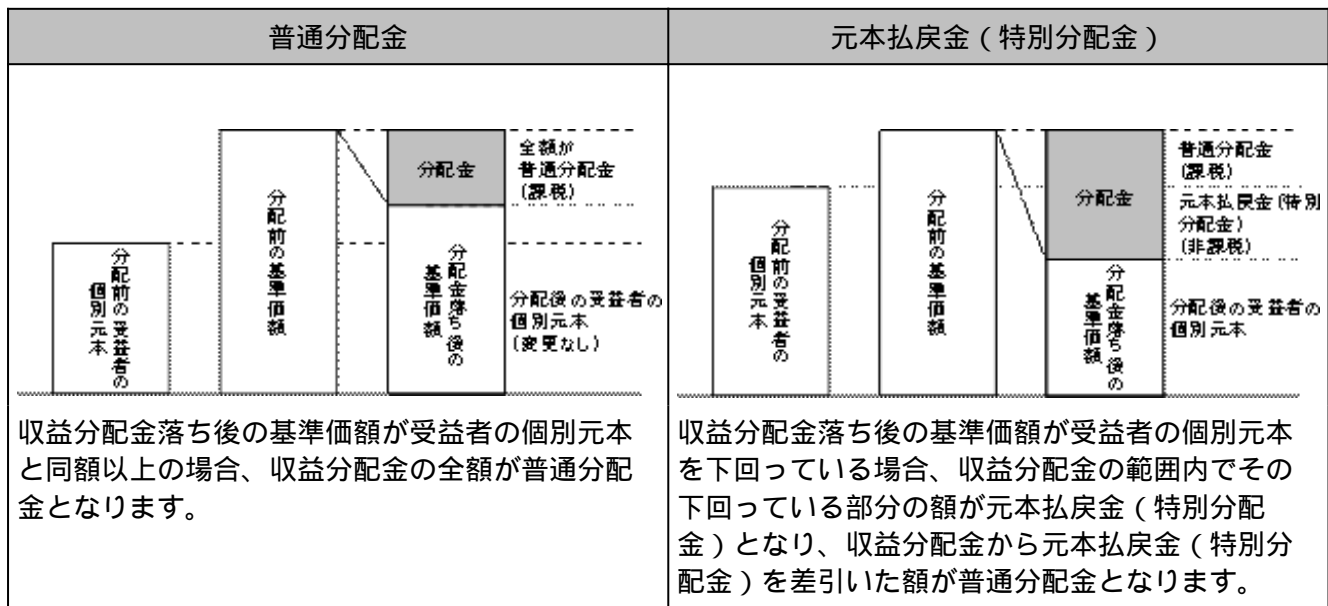 普通分配金
分配前の受益者の
個別元本
分配前の基準価額
分配金
分配金落ち後の
基準価額
全額が
普通分配金
(課税)
分配後の受益者の
個別元本
(変更なし)
収益分配金落ち後の基準価額が受益者の個別元本
と同額以上の場合、収益分配金の全額が普通分配
金となります。
元本払戻金(特別分配金)
分配前の受益者の
個別元本
分配前の基準価額
分配金
分配金落ち後の
基準価額
普通分配金
(課税)
元本払戻金(特別
分配金)
(非課税)
分配後の受益者の
個別元本
収益分配金落ち後の基準価額が受益者の個別元本
を下回っている場合、収益分配金の範囲内でその
下回っている部分の額が元本払戻金(特別分配
金)となり、収益分配金から元本払戻金(特別分
配金)を差引いた額が普通分配金となります。